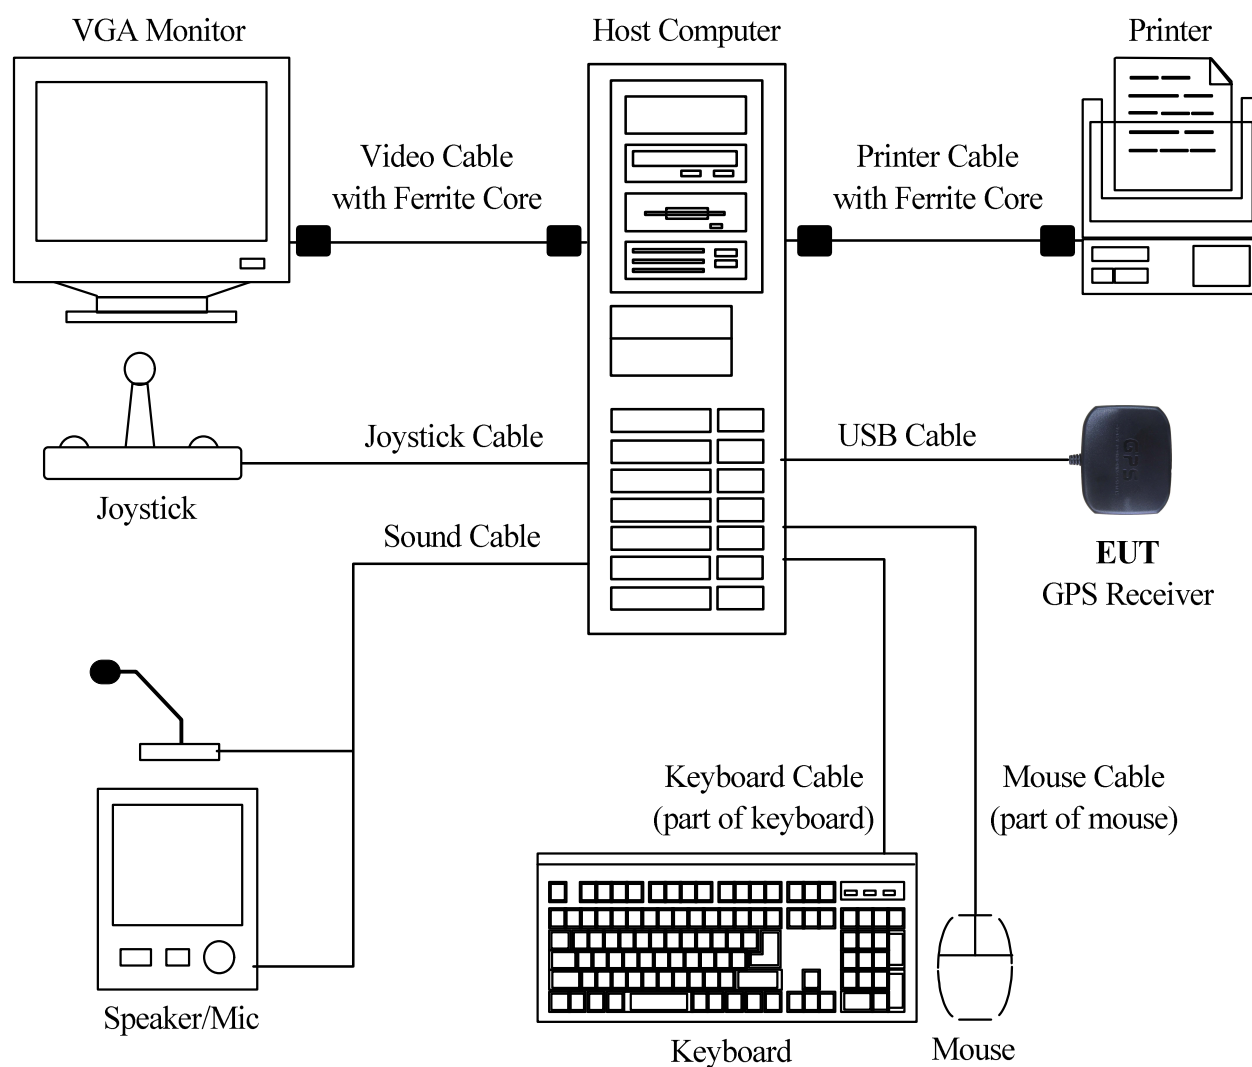 VGA Monitor
Host Computer
Printer
Video Cable
with Ferrite Core
Printer Cable
with Ferrite Core
Joystick Cable
USB Cable
GPS
Joystick
Sound Cable
EUT
GPS Receiver
Keyboard Cable
(part of keyboard)
Mouse Cable
(part of mouse)
Speaker/Mic
Keyboard
Mouse